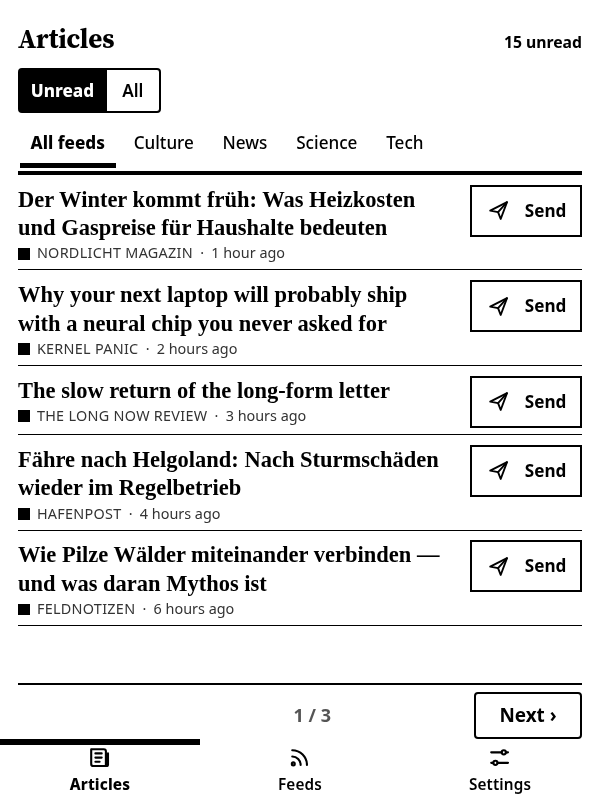 Articles
15 unread
Unread
All
All feeds
Culture
News
Science
Tech
Der Winter kommt früh: Was Heizkosten
und Gaspreise für Haushalte bedeuten
Send
NORDLICHT MAGAZIN · 1 hour ago
Why your next laptop will probably ship
with a neural chip you never asked for
Send
KERNEL PANIC · 2 hours ago
The slow return of the long-form letter
Send
THE LONG NOW REVIEW · 3 hours ago
Fähre nach Helgoland: Nach Sturmschäden
wieder im Regelbetrieb
Send
HAFENPOST · 4 hours ago
Wie Pilze Wälder miteinander verbinden —
und was daran Mythos ist
Send
FELDNOTIZEN · 6 hours ago
1 / 3
Next ›
Articles
Feeds
Settings